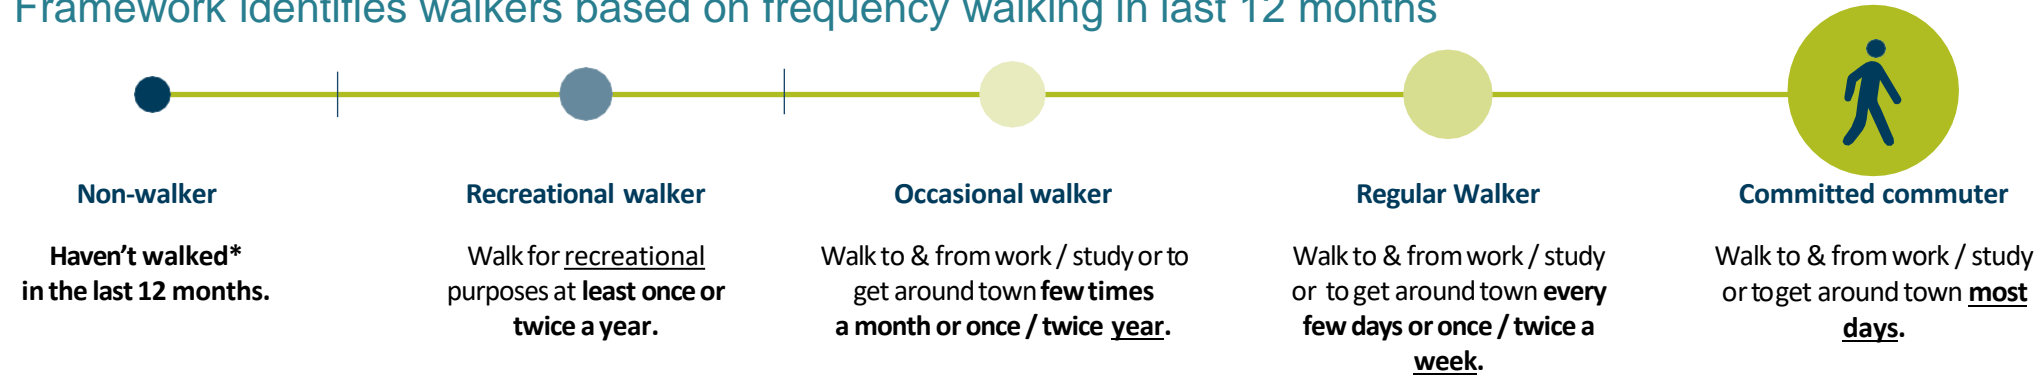 Framework identifies walkers based on frequency walking in last 12 months
Non-walker
Haven't walked*
in the last 12 months.
Recreational walker
Walk for recreational
purposes at least once or
twice a year.
Occasional walker
Walk to & from work / study or to
get around town few times
a month or once / twice year.
Regular Walker
Walk to & from work / study
or to get around town every
few days or once / twice a
week.
Committed commuter
Walk to & from work / study
or to get around town most
days.